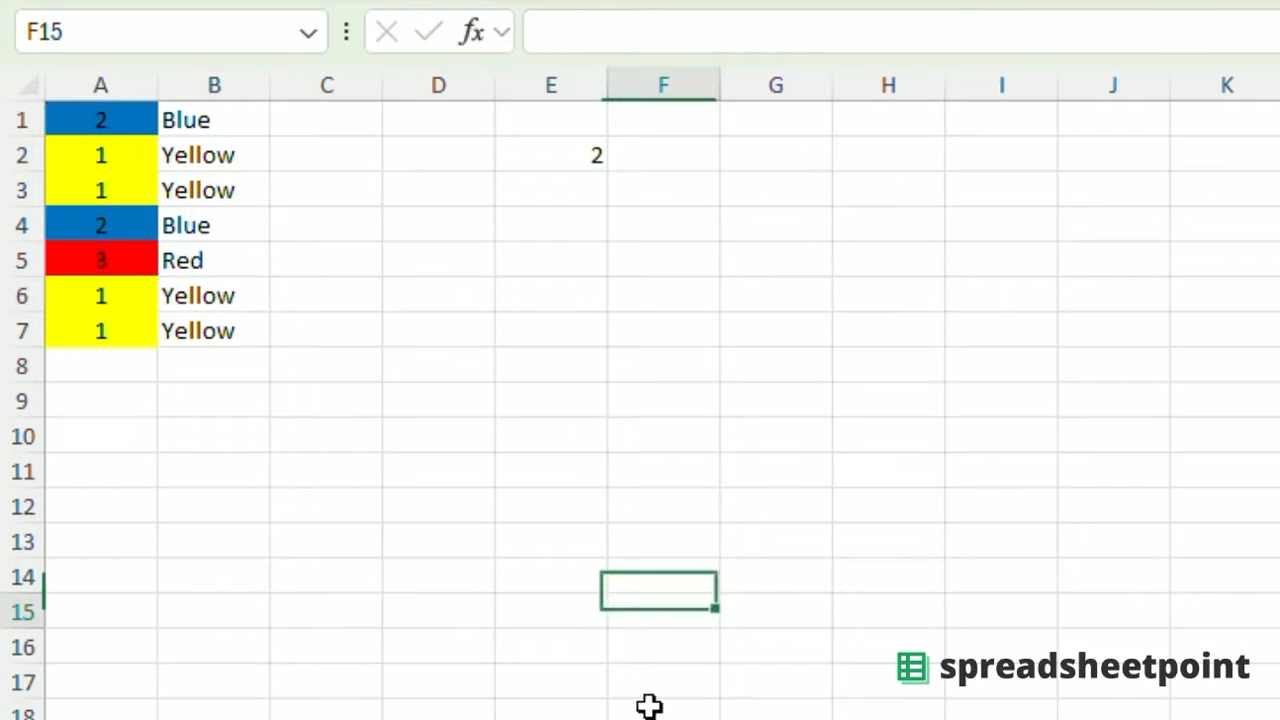 F15 fx
A B C D E F G H I J K
1 2 Blue
2 1 Yellow 2
3 1 Yellow
4 2 Blue
5 3 Red
6 1 Yellow
7 1 Yellow
8
9
10
11
12
13
14
15
16
17
18
spreadsheetpoint